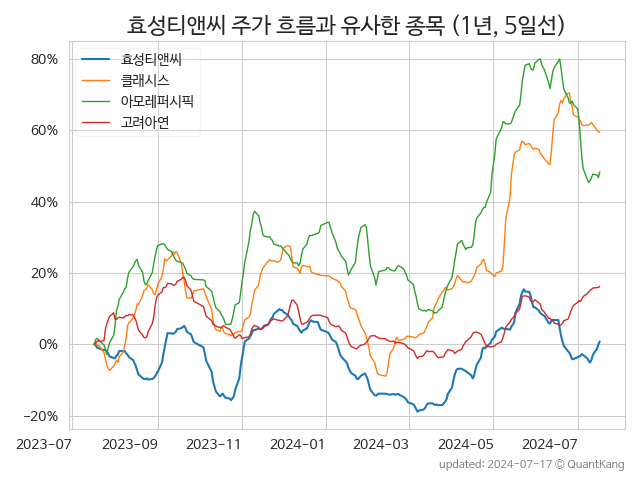 효성티앤씨 주가 흐름과 유사한 종목 (1년, 5일선)
80%
60%
40%
20%
0%
−20%
효성티앤씨
클래시스
아모레퍼시픽
고려아연
2023-07 2023-09 2023-11 2024-01 2024-03 2024-05 2024-07
updated: 2024-07-17 © QuantKang